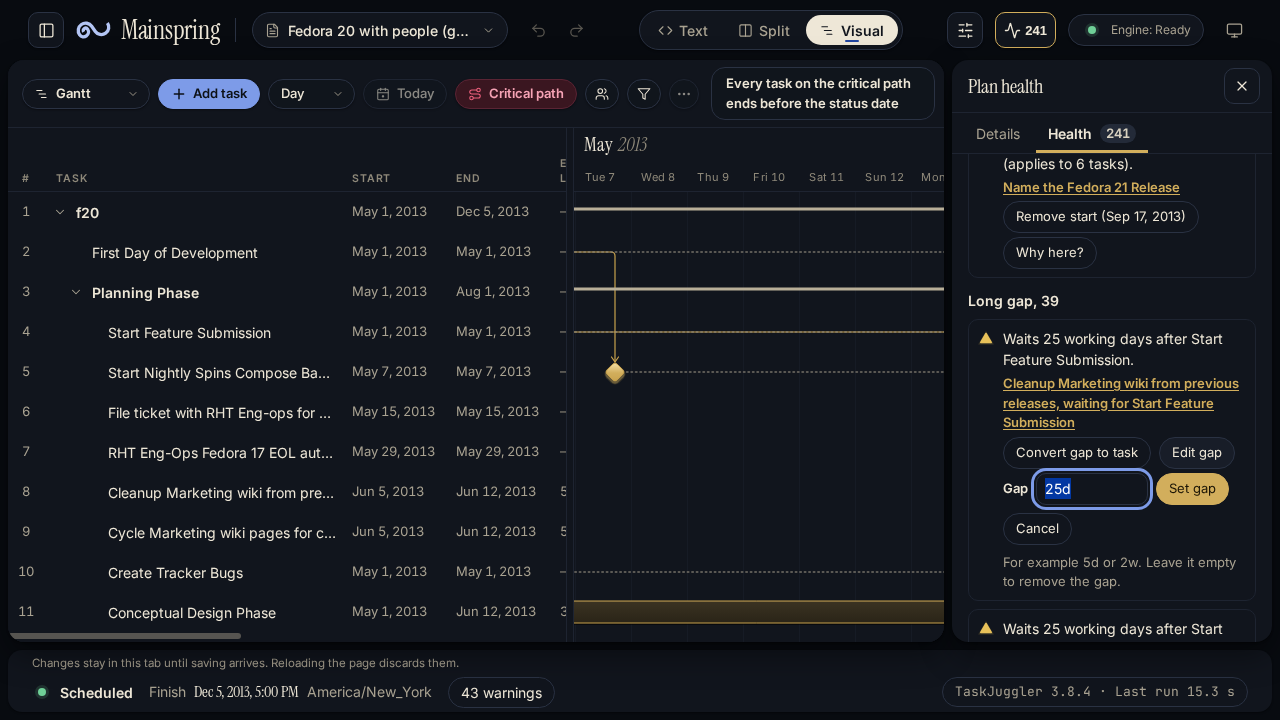 Mainspring
Fedora 20 with people (g...
Text
Split
Visual
241
Engine: Ready
Gantt
Add task
Day
Today
Critical path
Every task on the critical path
ends before the status date
Plan health
Details
Health 241
# TASK START END
May 2013
Tue 7 Wed 8 Thu 9 Fri 10 Sat 11 Sun 12 Mon
1 f20 May 1, 2013 Dec 5, 2013
2 First Day of Development May 1, 2013 May 1, 2013
3 Planning Phase May 1, 2013 Aug 1, 2013
4 Start Feature Submission May 1, 2013 May 1, 2013
5 Start Nightly Spins Compose Ba... May 7, 2013 May 7, 2013
6 File ticket with RHT Eng-ops for ... May 15, 2013 May 15, 2013
7 RHT Eng-Ops Fedora 17 EOL aut... May 29, 2013 May 29, 2013
8 Cleanup Marketing wiki from pre... Jun 5, 2013 Jun 12, 2013 5
9 Cycle Marketing wiki pages for c... Jun 5, 2013 Jun 12, 2013 5
10 Create Tracker Bugs May 1, 2013 May 1, 2013
11 Conceptual Design Phase May 1, 2013 Jun 12, 2013 3
(applies to 6 tasks).
Name the Fedora 21 Release
Remove start (Sep 17, 2013)
Why here?
Long gap, 39
Waits 25 working days after Start
Feature Submission.
Cleanup Marketing wiki from previous
releases, waiting for Start Feature
Submission
Convert gap to task
Edit gap
Gap 25d Set gap
Cancel
For example 5d or 2w. Leave it empty
to remove the gap.
Waits 25 working days after Start
Changes stay in this tab until saving arrives. Reloading the page discards them.
Scheduled Finish Dec 5, 2013, 5:00 PM America/New_York 43 warnings
TaskJuggler 3.8.4 · Last run 15.3 s